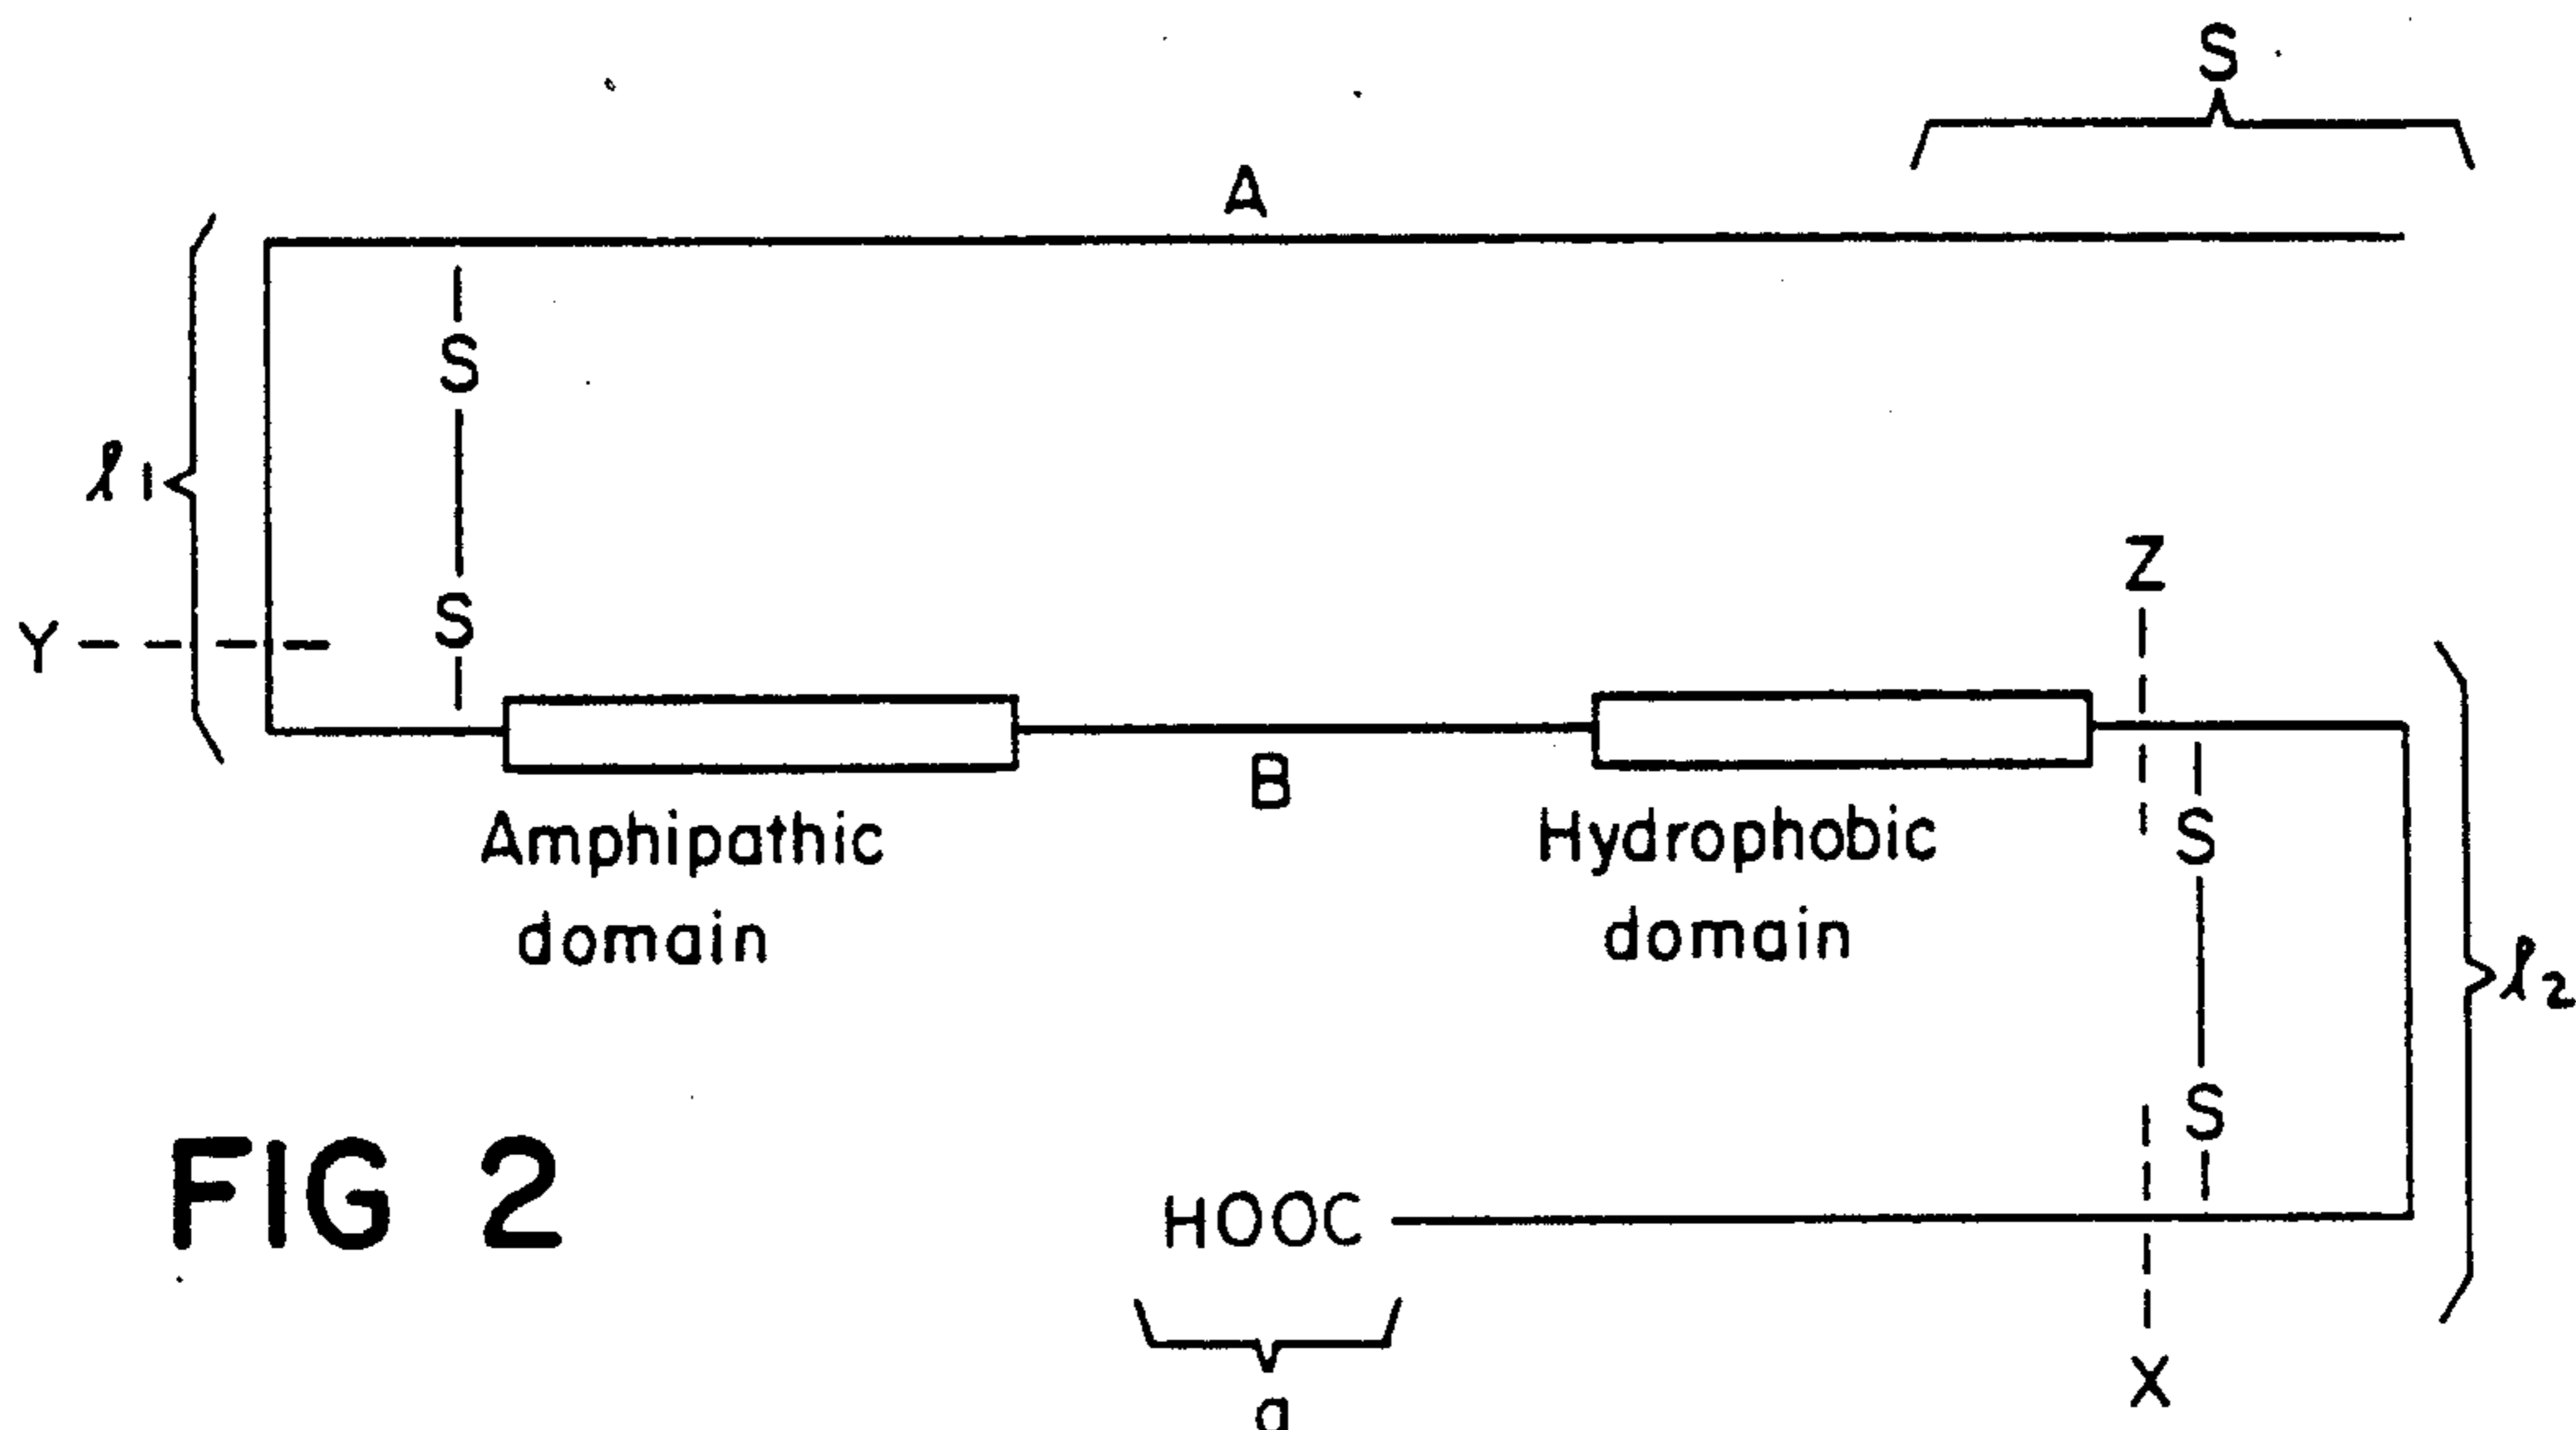 S
A
S
ℓ1
S
Z
Y
B
Amphipathic
domain
Hydrophobic
domain
S
ℓ2
S
FIG 2
HOOC
X
a